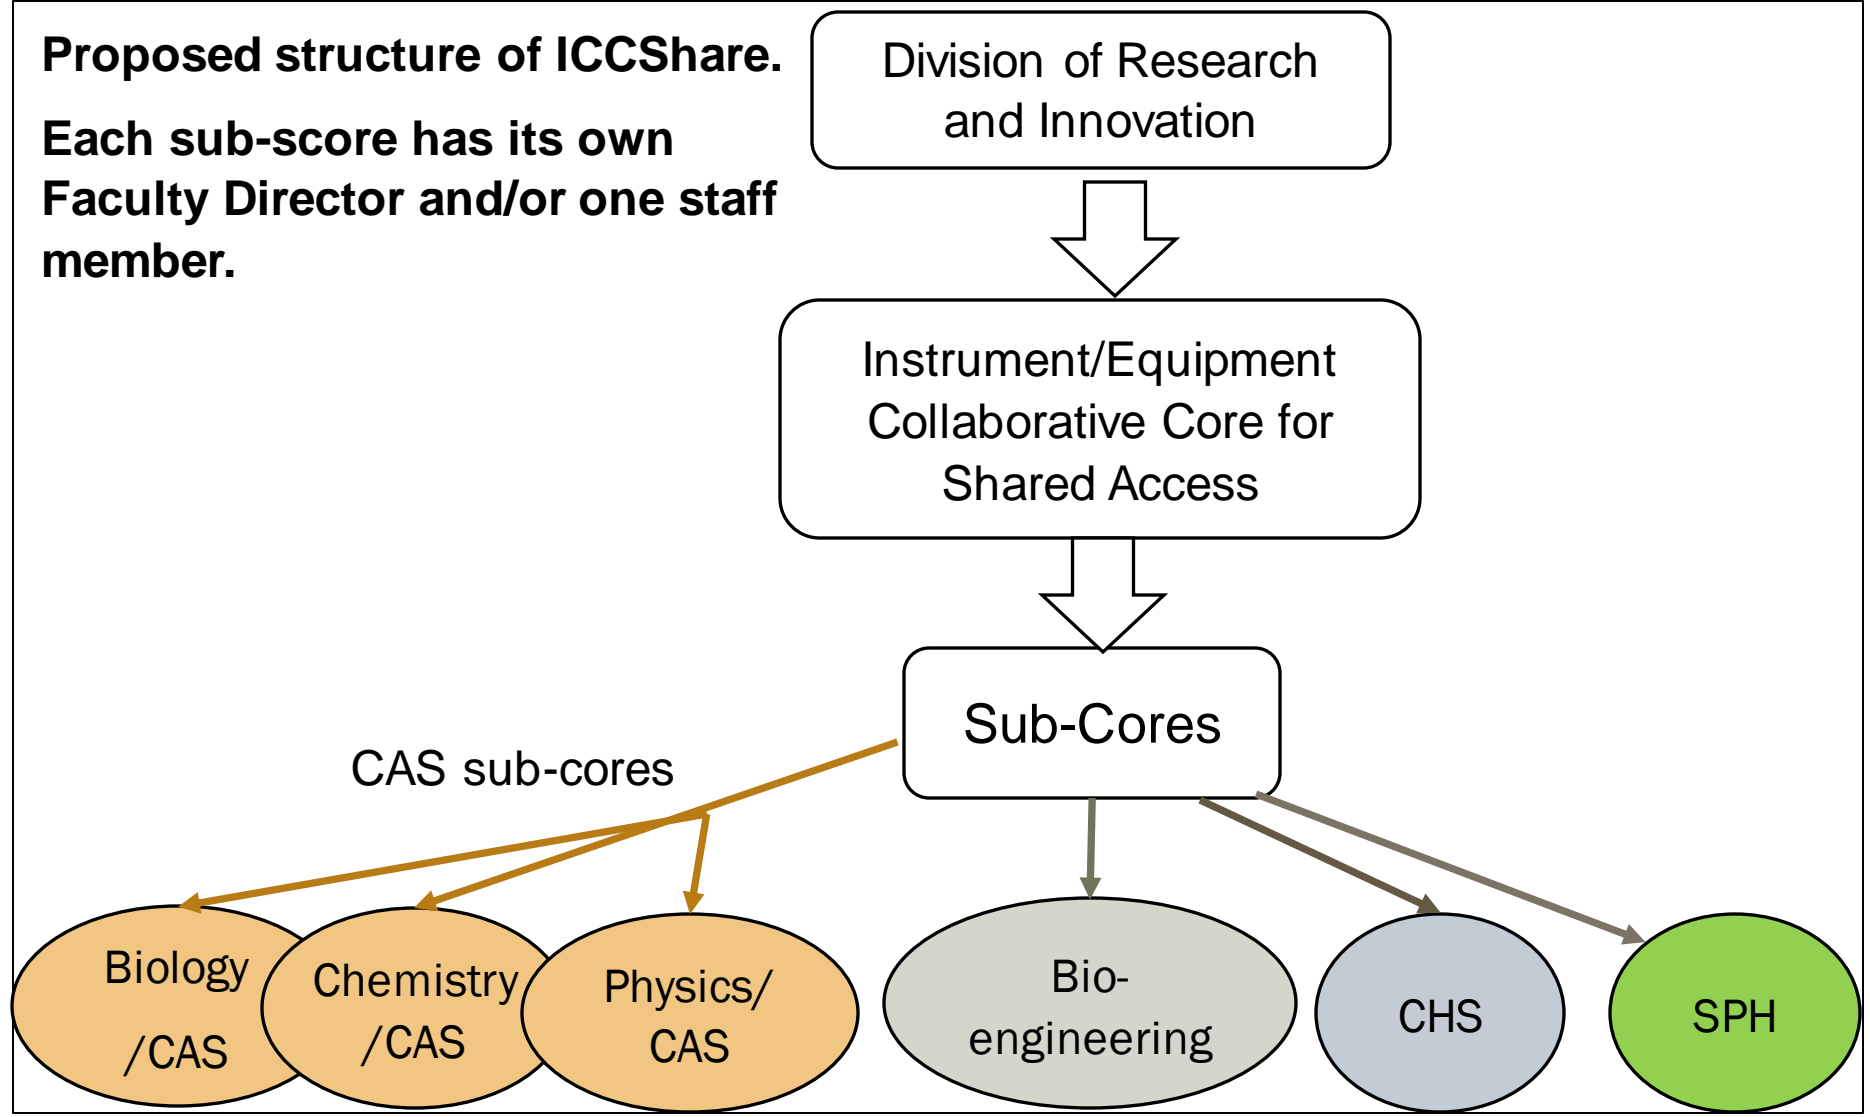 Proposed structure of ICCShare.
Each sub-score has its own
Faculty Director and/or one staff
member.
Division of Research
and Innovation
Instrument/Equipment
Collaborative Core for
Shared Access
Sub-Cores
CAS sub-cores
Biology
/CAS
Chemistry
/CAS
Physics/
CAS
Bio-
engineering
CHS
SPH